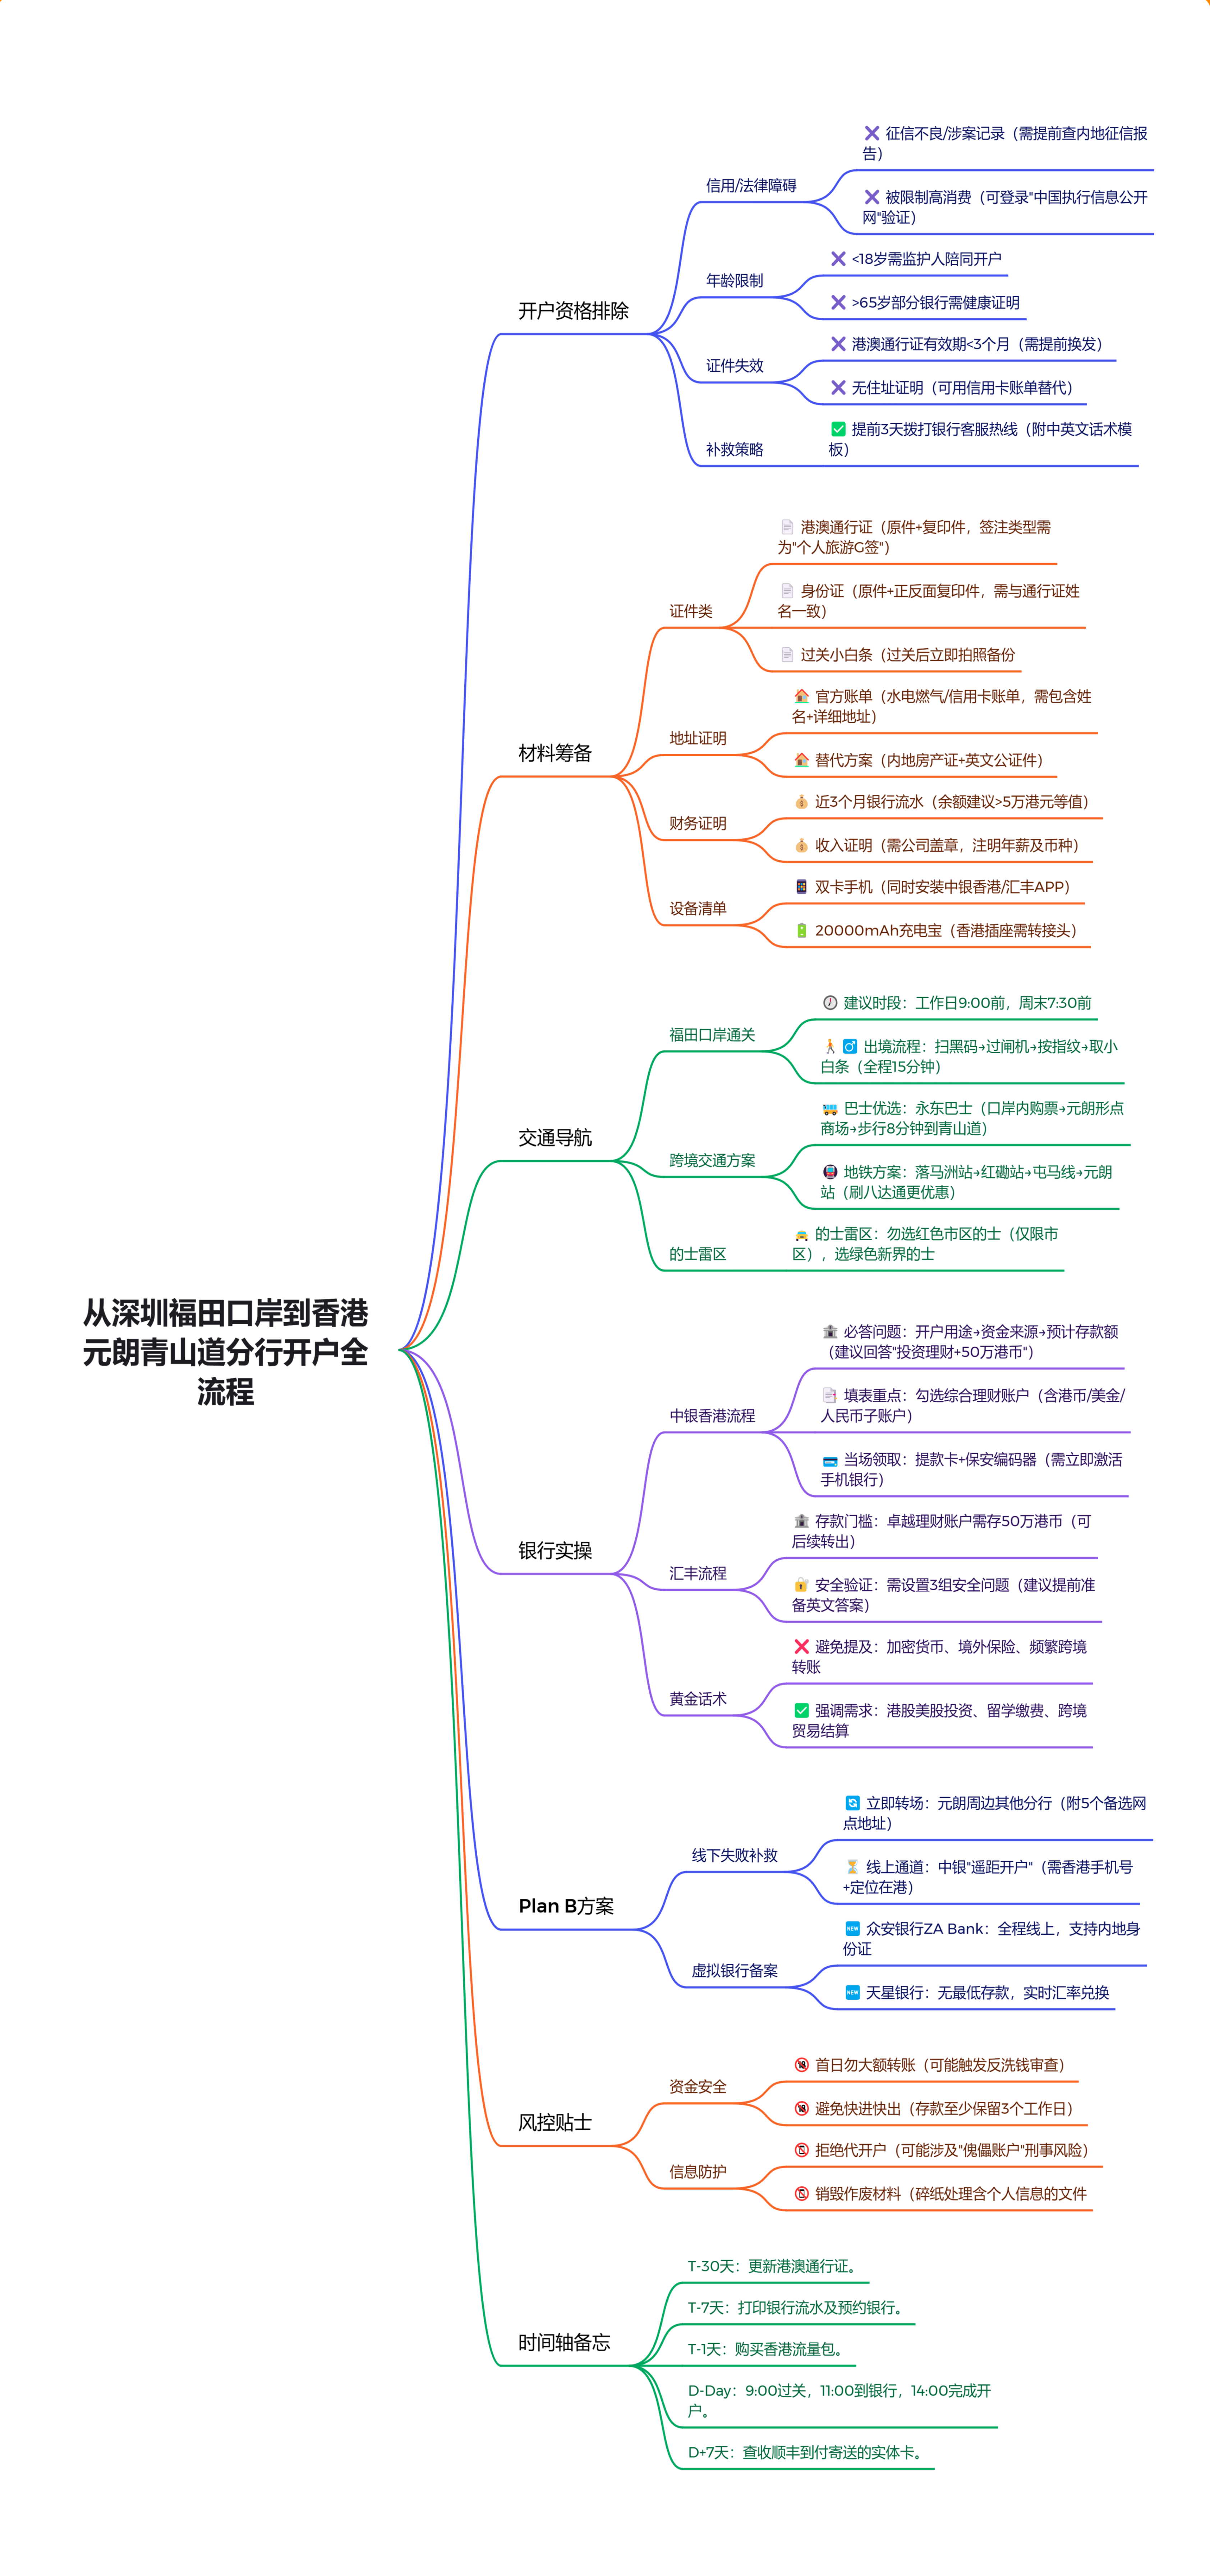 从深圳福田口岸到香港
元朗青山道分行开户全
流程
开户资格排除
信用/法律障碍
❌ 征信不良/涉案记录（需提前查内地征信报
告）
❌ 被限制高消费（可登录"中国执行信息公开
网"验证）
年龄限制
❌ <18岁需监护人陪同开户
❌ >65岁部分银行需健康证明
证件失效
❌ 港澳通行证有效期<3个月（需提前换发）
❌ 无住址证明（可用信用卡账单替代）
补救策略
✅ 提前3天拨打银行客服热线（附中英文话术模
板）
材料筹备
证件类
📄 港澳通行证（原件+复印件，签注类型需
为"个人旅游G签"）
📄 身份证（原件+正反面复印件，需与通行证姓
名一致）
📄 过关小白条（过关后立即拍照备份
地址证明
🏠 官方账单（水电燃气/信用卡账单，需包含姓
名+详细地址）
🏠 替代方案（内地房产证+英文公证件）
财务证明
💰 近3个月银行流水（余额建议>5万港元等值）
💰 收入证明（需公司盖章，注明年薪及币种）
设备清单
📱 双卡手机（同时安装中银香港/汇丰APP）
🔋 20000mAh充电宝（香港插座需转接头）
交通导航
福田口岸通关
🕖 建议时段：工作日9:00前，周末7:30前
🚶♂️ 出境流程：扫黑码→过闸机→按指纹→取小
白条（全程15分钟）
跨境交通方案
🚌 巴士优选：永东巴士（口岸内购票→元朗形点
商场→步行8分钟到青山道）
🚇 地铁方案：落马洲站→红磡站→屯马线→元朗
站（刷八达通更优惠）
的士雷区
🚖 的士雷区：勿选红色市区的士（仅限市
区），选绿色新界的士
银行实操
中银香港流程
🏦 必答问题：开户用途→资金来源→预计存款额
（建议回答"投资理财+50万港币"）
📑 填表重点：勾选综合理财账户（含港币/美金/
人民币子账户）
💳 当场领取：提款卡+保安编码器（需立即激活
手机银行）
汇丰流程
🏦 存款门槛：卓越理财账户需存50万港币（可
后续转出）
🔐 安全验证：需设置3组安全问题（建议提前准
备英文答案）
黄金话术
❌ 避免提及：加密货币、境外保险、频繁跨境
转账
✅ 强调需求：港股美股投资、留学缴费、跨境
贸易结算
Plan B方案
线下失败补救
🔄 立即转场：元朗周边其他分行（附5个备选网
点地址）
⏳ 线上通道：中银"遥距开户"（需香港手机号
+定位在港）
虚拟银行备案
🆕 众安银行ZA Bank：全程线上，支持内地身
份证
🆕 天星银行：无最低存款，实时汇率兑换
风控贴士
资金安全
🔞 首日勿大额转账（可能触发反洗钱审查）
🔞 避免快进快出（存款至少保留3个工作日）
信息防护
📵 拒绝代开户（可能涉及"傀儡账户"刑事风险）
📵 销毁作废材料（碎纸处理含个人信息的文件
时间轴备忘
T-30天：更新港澳通行证。
T-7天：打印银行流水及预约银行。
T-1天：购买香港流量包。
D-Day：9:00过关，11:00到银行，14:00完成开
户。
D+7天：查收顺丰到付寄送的实体卡。